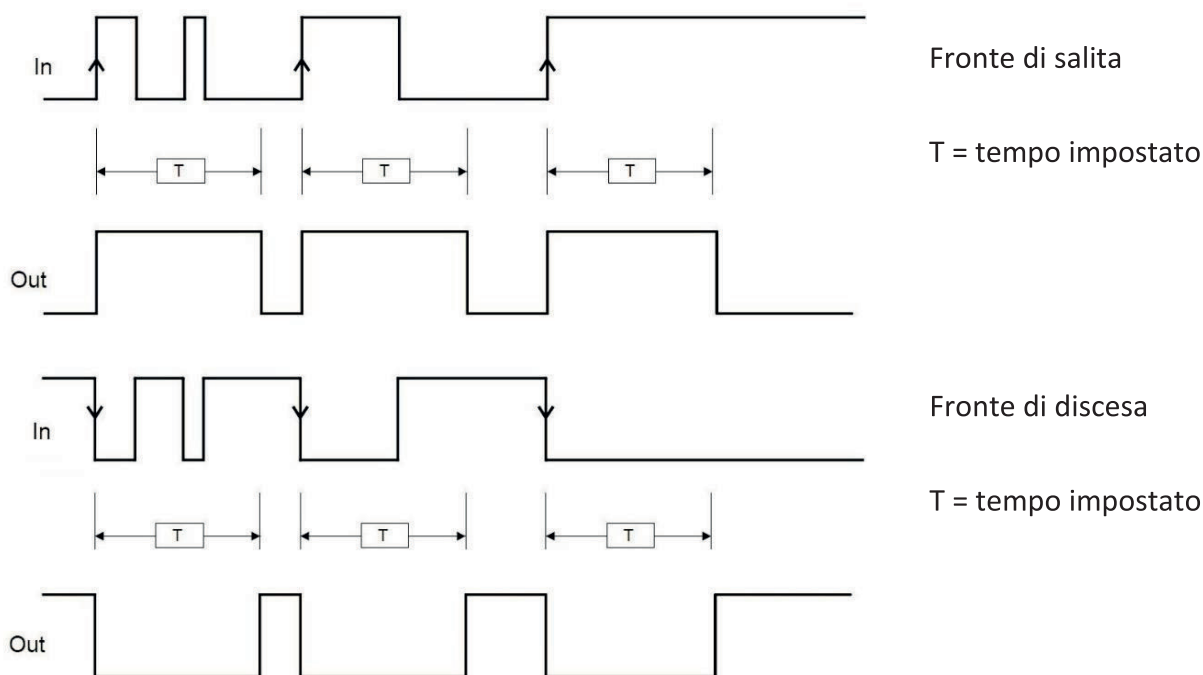 In
Fronte di salita
T = tempo impostato
T T T
Out
In
Fronte di discesa
T = tempo impostato
T T T
Out